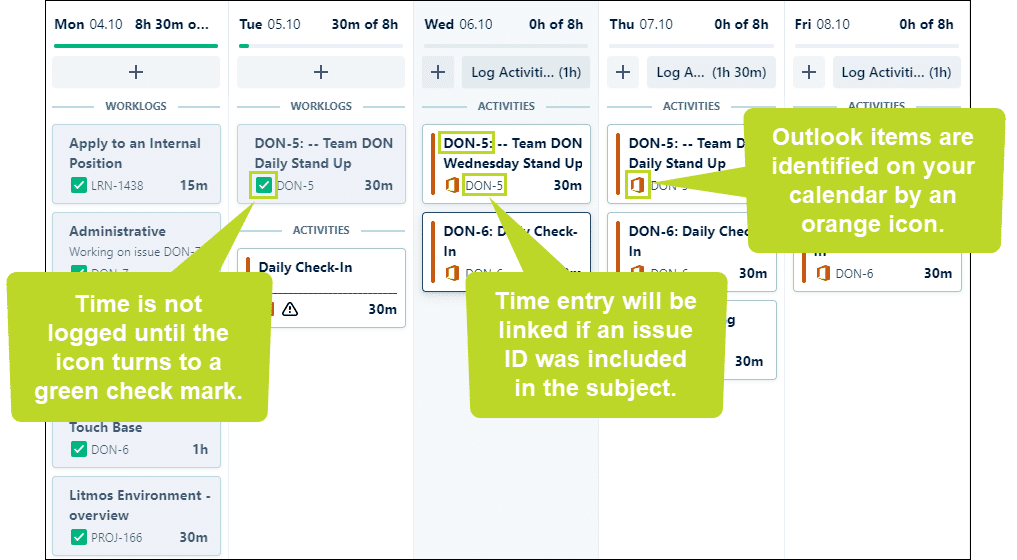 Mon 04.10 8h 30m o...
Tue 05.10 30m of 8h
Wed 06.10 0h of 8h
Thu 07.10 0h of 8h
Fri 08.10 0h of 8h
+
+
+ Log Activiti... (1h)
+ Log A... (1h 30m)
+ Log Activiti... (1h)
WORKLOGS
WORKLOGS
ACTIVITIES
ACTIVITIES
ACTIVITIES
Apply to an Internal
Position
LRN-1438 15m
Administrative
Working on issue DON-7
DON-7
Touch Base
DON-6 1h
Litmos Environment -
overview
PROJ-166 30m
DON-5: -- Team DON
Daily Stand Up
DON-5 30m
ACTIVITIES
Daily Check-In
30m
DON-5: -- Team DON
Wednesday Stand Up
DON-5 30m
DON-6: Daily Check-
In
DON-6 30m
DON-5: -- Team DON
Daily Stand Up
DON-5
DON-6: Daily Chec
In
DON-6 30m
30m
In
DON-6 30m
Time is not
logged until the
icon turns to a
green check mark.
Time entry will be
linked if an issue
ID was included
in the subject.
Outlook items are
identified on your
calendar by an
orange icon.